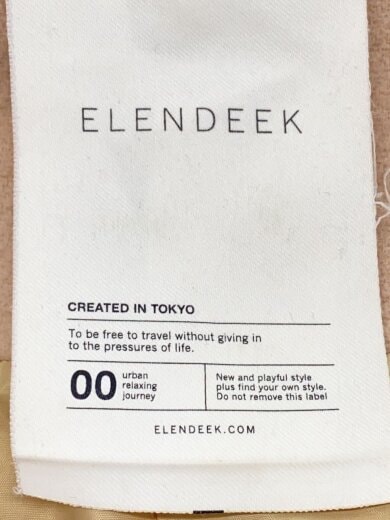 ELENDEEK
CREATED IN TOKYO
To be free to travel without giving in
to the pressures of life.
00
urban
relaxing
journey
New and playful style
plus find your own style.
Do not remove this label
ELENDEEK.COM